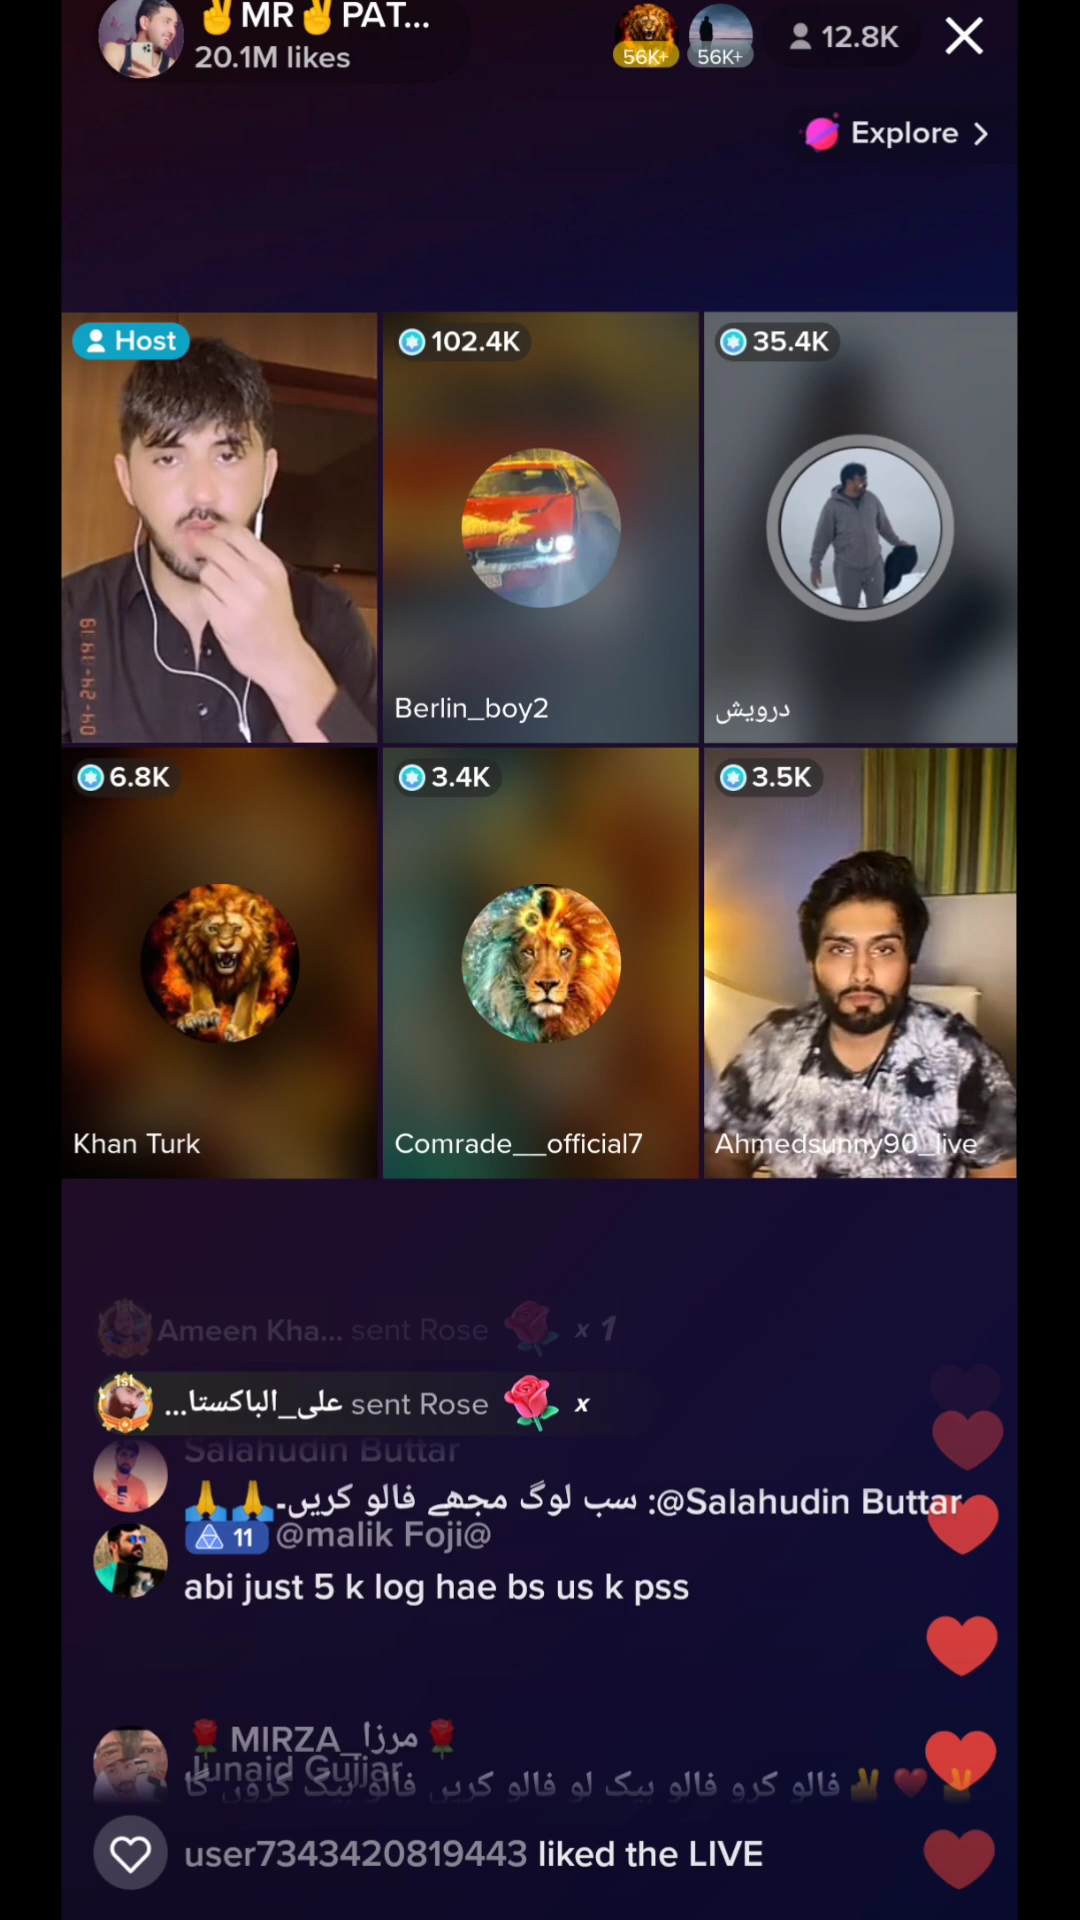 ✌️MR✌️PAT...
20.1M likes
56K+
56K+
12.8K
Explore
Host
102.4K
35.4K
Berlin_boy2
درويش
6.8K
3.4K
3.5K
Khan Turk
Comrade__official7
Ahmedsunny90_live
1st
Ameen Kha... sent Rose x 1
1st
علی_الباکستا... sent Rose x
Salahudin Buttar
@Salahudin Buttar: سب لوگ مجھے فالو کریں۔🙏🙏
11 @malik Foji@
abi just 5 k log hae bs us k pss
🌹MIRZA_مرزا🌹
Junaid Gujjar
فالو کرو فالو بیک لو فالو کریں فالو بیک کروں گا
user7343420819443 liked the LIVE